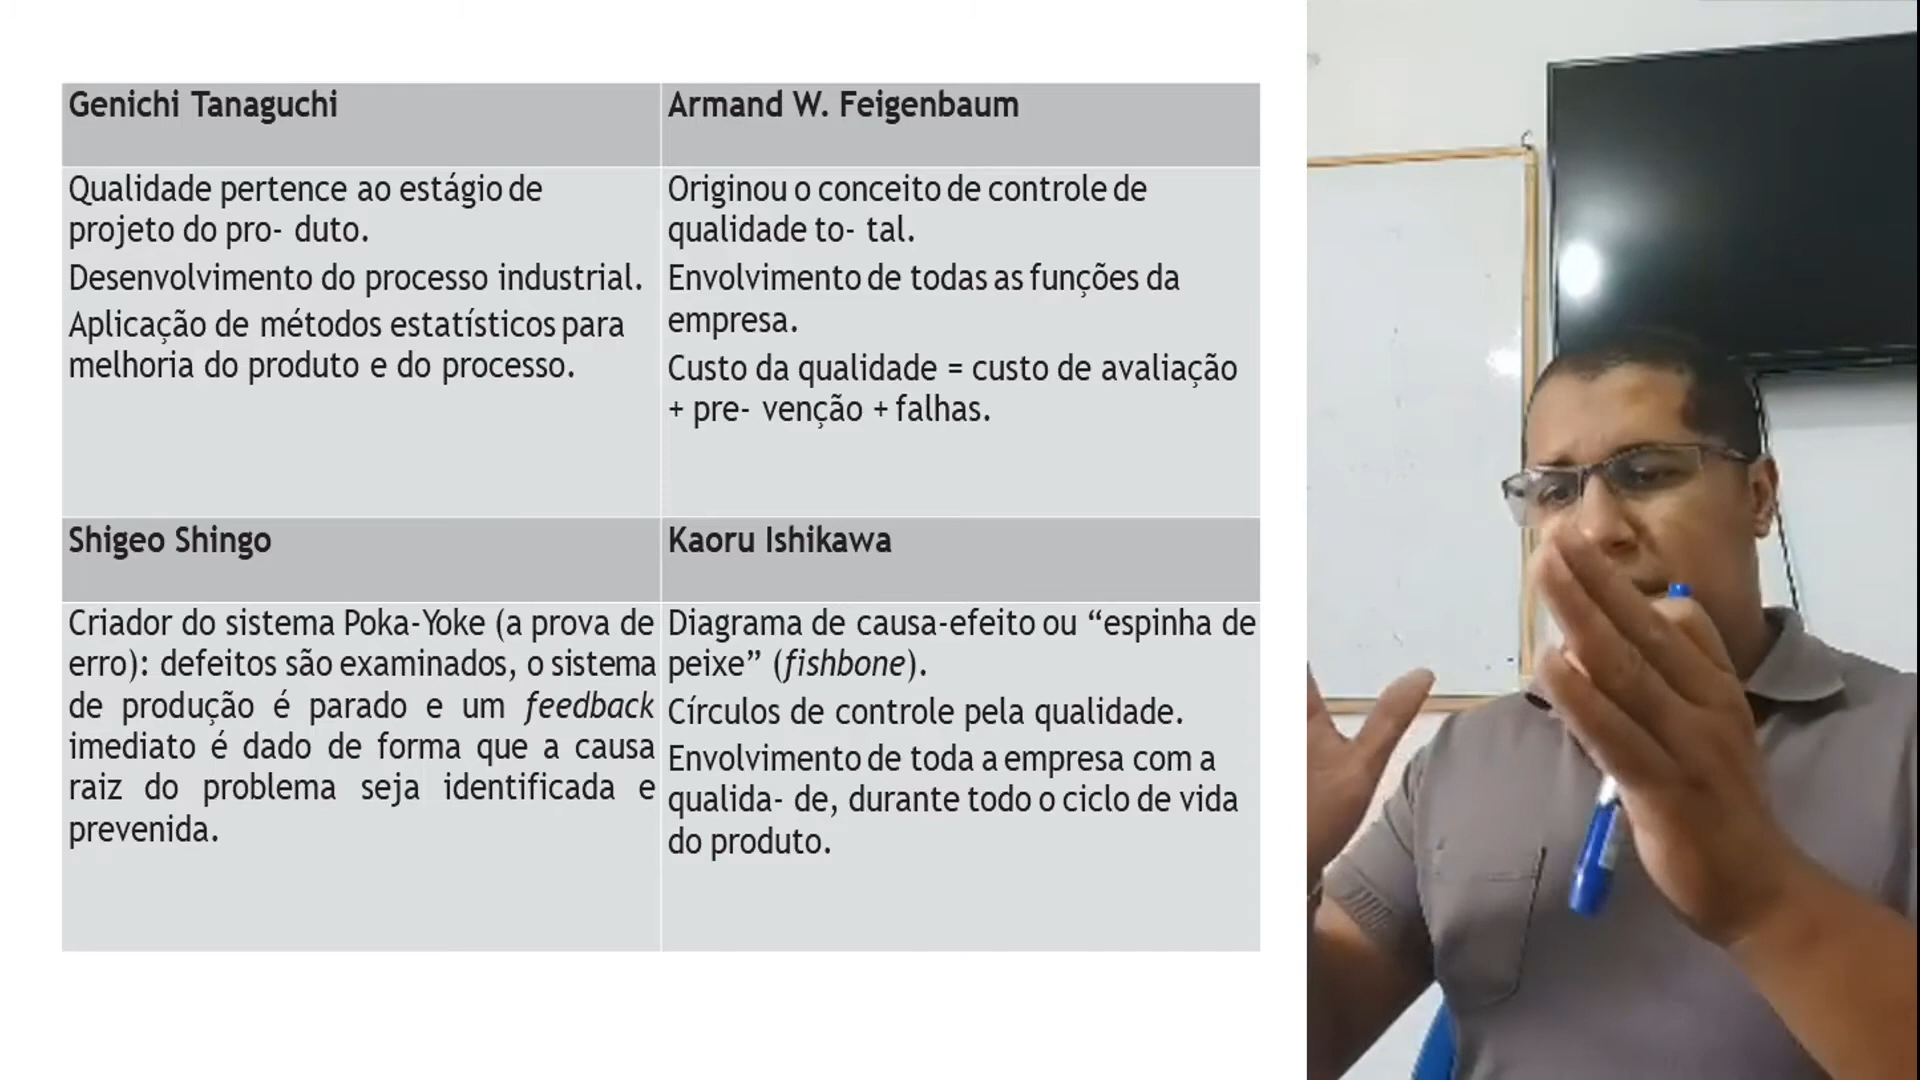 Genichi Tanaguchi
Qualidade pertence ao estágio de
projeto do pro- duto.
Desenvolvimento do processo industrial.
Aplicação de métodos estatísticos para
melhoria do produto e do processo.
Armand W. Feigenbaum
Originou o conceito de controle de
qualidade to- tal.
Envolvimento de todas as funções da
empresa.
Custo da qualidade = custo de avaliação
+ pre- venção + falhas.
Shigeo Shingo
Criador do sistema Poka-Yoke (a prova de
erro): defeitos são examinados, o sistema
de produção é parado e um feedback
imediato é dado de forma que a causa
raiz do problema seja identificada e
prevenida.
Kaoru Ishikawa
Diagrama de causa-efeito ou “espinha de
peixe” (fishbone).
Círculos de controle pela qualidade.
Envolvimento de toda a empresa com a
qualida- de, durante todo o ciclo de vida
do produto.